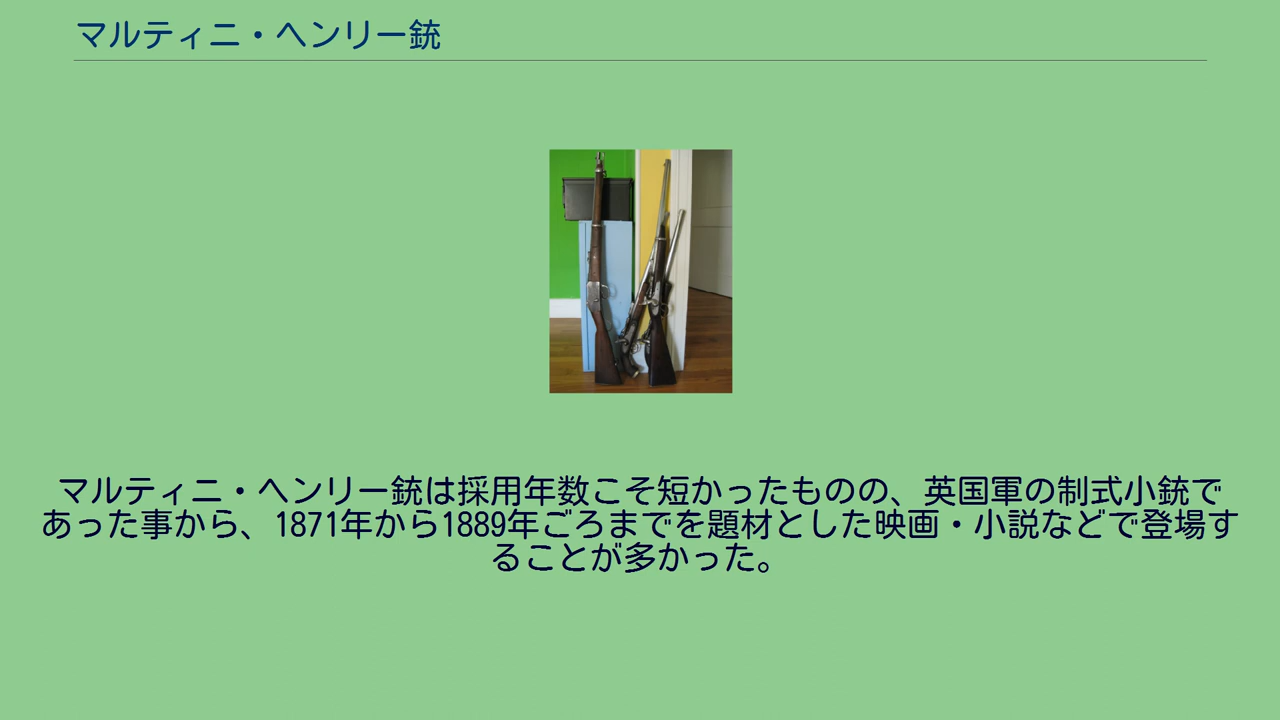 マルティニ・ヘンリー銃
マルティニ・ヘンリー銃は採用年数こそ短かったものの、英国軍の制式小銃で
あった事から、1871年から1889年ごろまでを題材とした映画・小説などで登場す
ることが多かった。